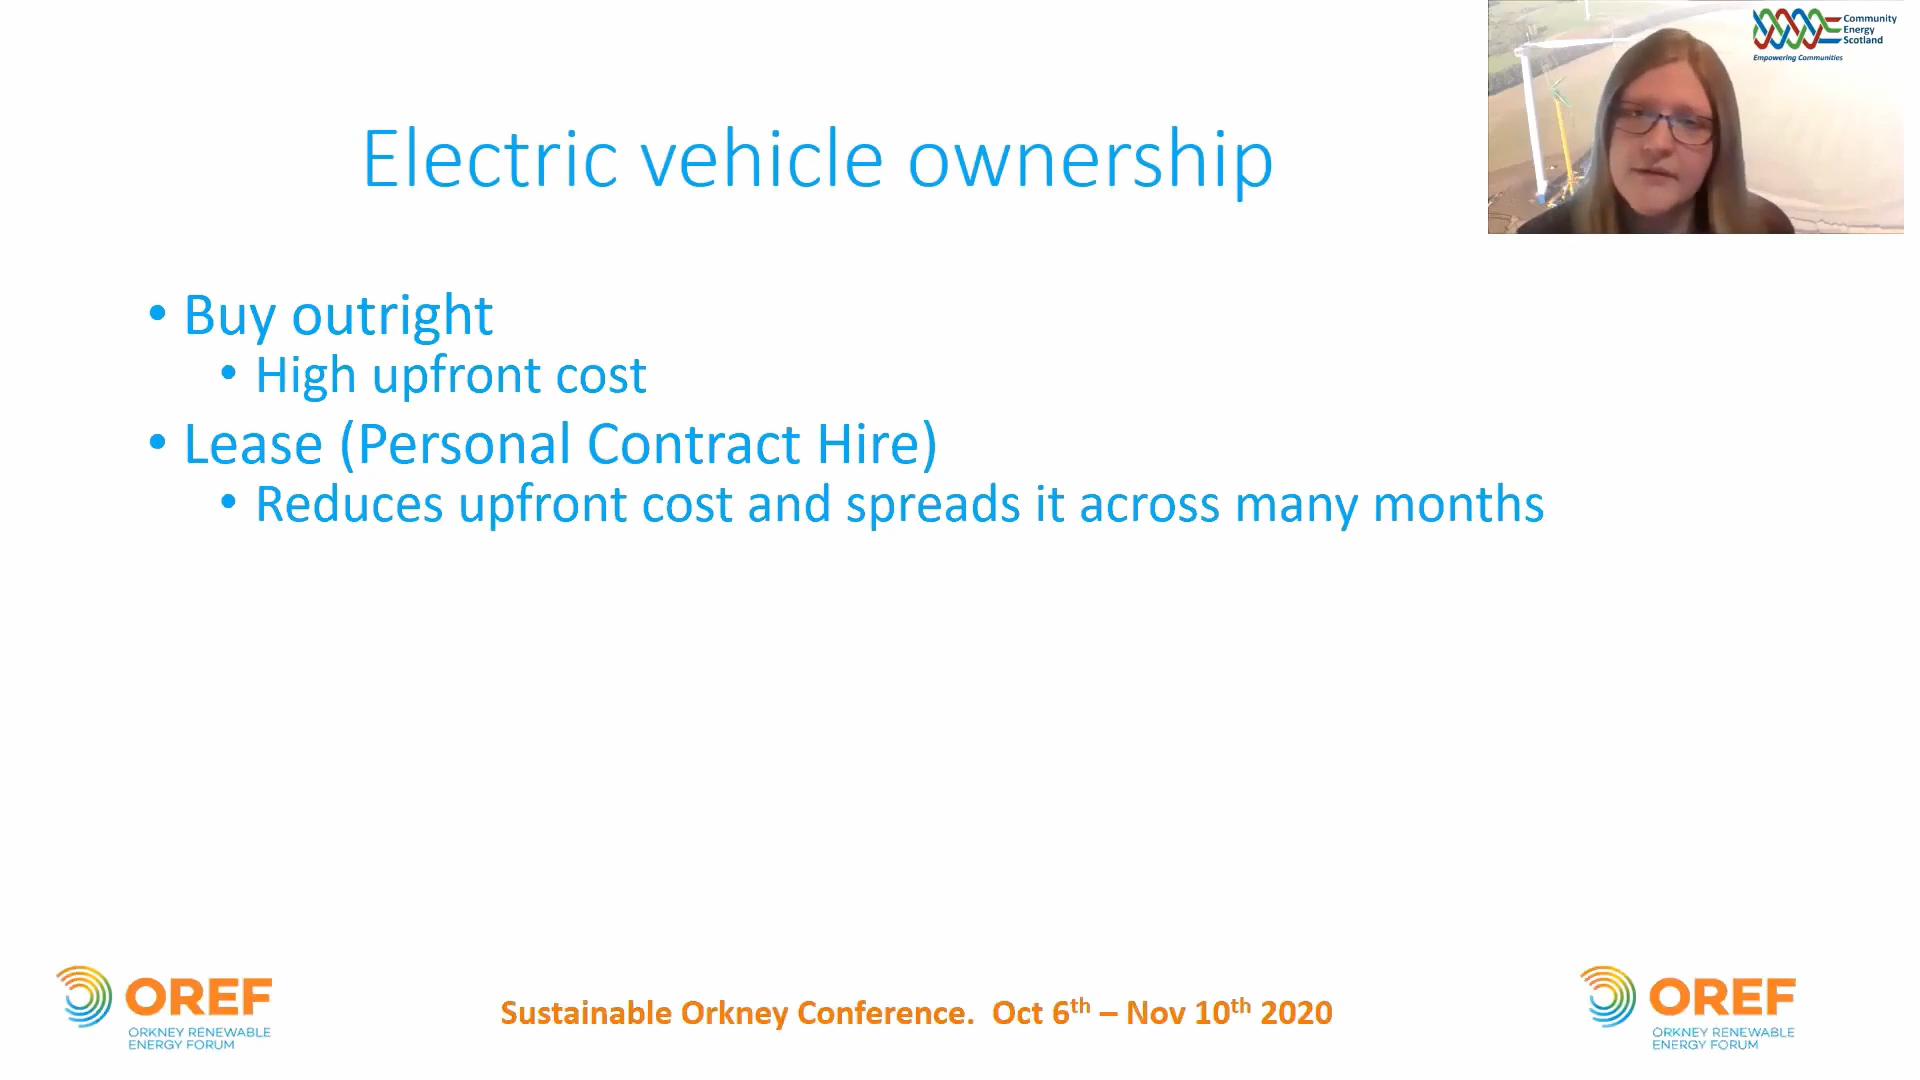 Community
Energy
Scotland
Empowering Communities
Electric vehicle ownership
• Buy outright
• High upfront cost
• Lease (Personal Contract Hire)
• Reduces upfront cost and spreads it across many months
OREF
ORKNEY RENEWABLE
ENERGY FORUM
Sustainable Orkney Conference. Oct 6th – Nov 10th 2020
OREF
ORKNEY RENEWABLE
ENERGY FORUM